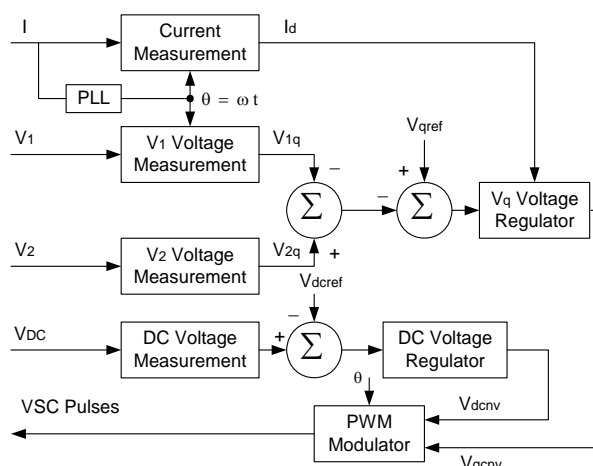 I
Current
Measurement
Id
PLL
θ = ω t
V1
V1 Voltage
Measurement
V1q
Vqref
−
+
−
Σ
Σ
Vq Voltage
Regulator
V2
V2 Voltage
Measurement
V2q
+
Vdcref
−
VDC
DC Voltage
Measurement
+
Σ
DC Voltage
Regulator
θ
VSC Pulses
PWM
Modulator
Vdcnv
Vqcnv